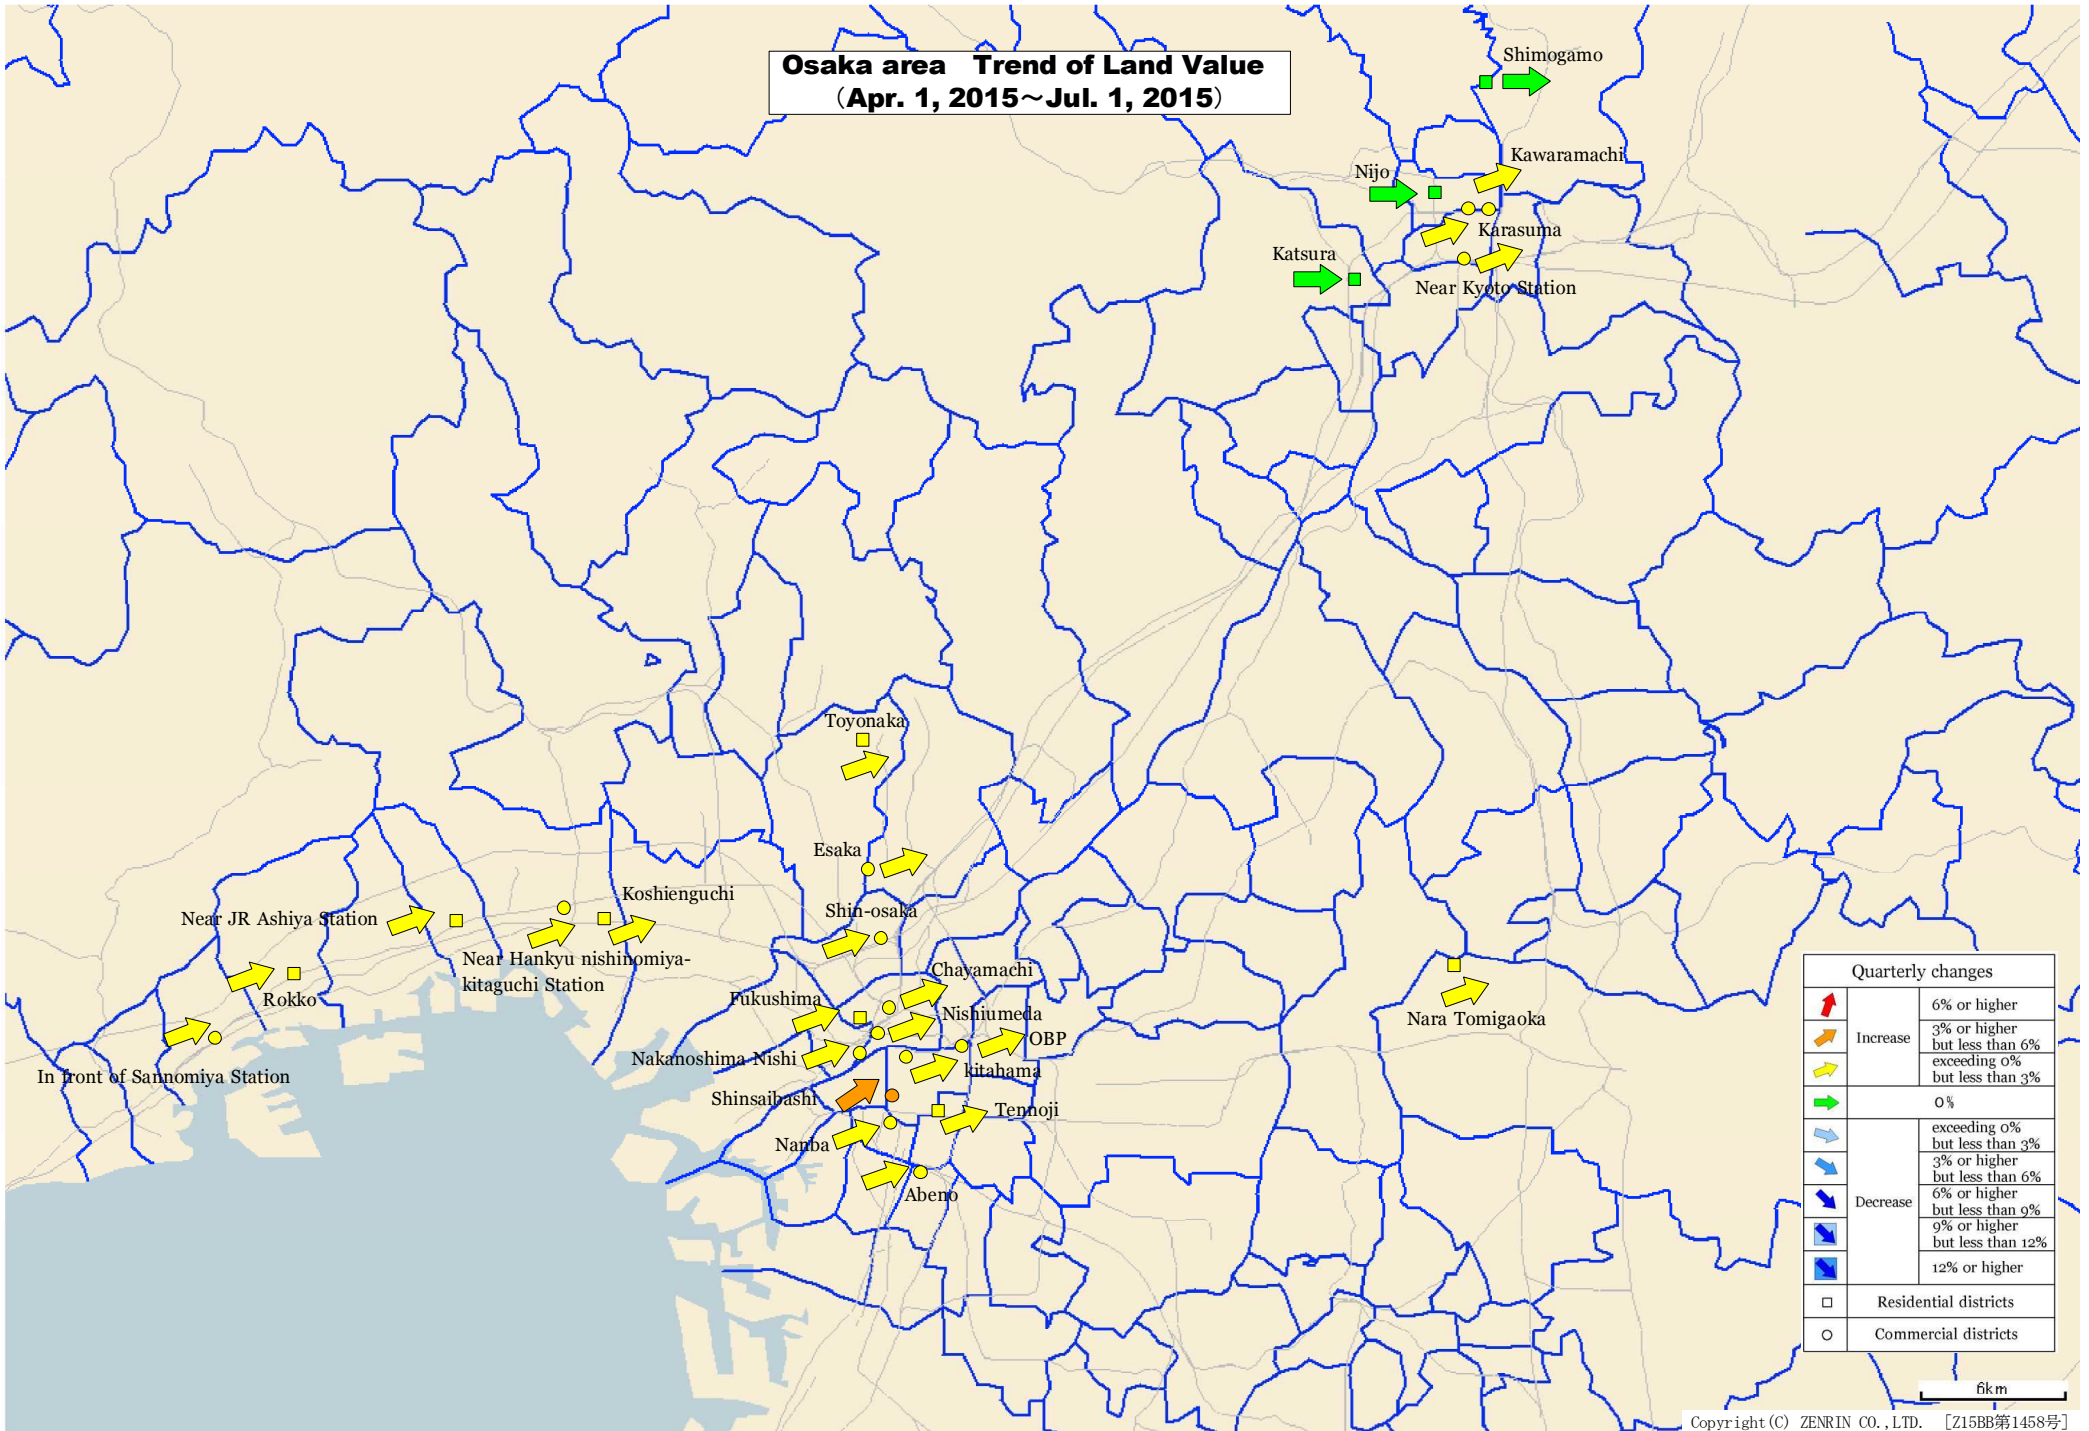 Osaka area Trend of Land Value
（Apr. 1, 2015～Jul. 1, 2015）
Shimogamo
Kawaramachi
Nijo
Karasuma
Katsura
Near Kyoto Station
Toyonaka
Esaka
Koshienguchi
Near JR Ashiya Station
Shin-osaka
Near Hankyu nishinomiya-
kitaguchi Station
Rokko
Chayamachi
Fukushima
Nishiumeda
Nara Tomigaoka
OBP
Nakanoshima Nishi
kitahama
In front of Sannomiya Station
Shinsaibashi
Tennoji
Nanba
Abeno
Quarterly changes
Increase
6% or higher
3% or higher
but less than 6%
exceeding 0%
but less than 3%
0%
Decrease
exceeding 0%
but less than 3%
3% or higher
but less than 6%
6% or higher
but less than 9%
9% or higher
but less than 12%
12% or higher
Residential districts
Commercial districts
6km
Copyright(C) ZENRIN CO.,LTD. [Z15BB第1458号]